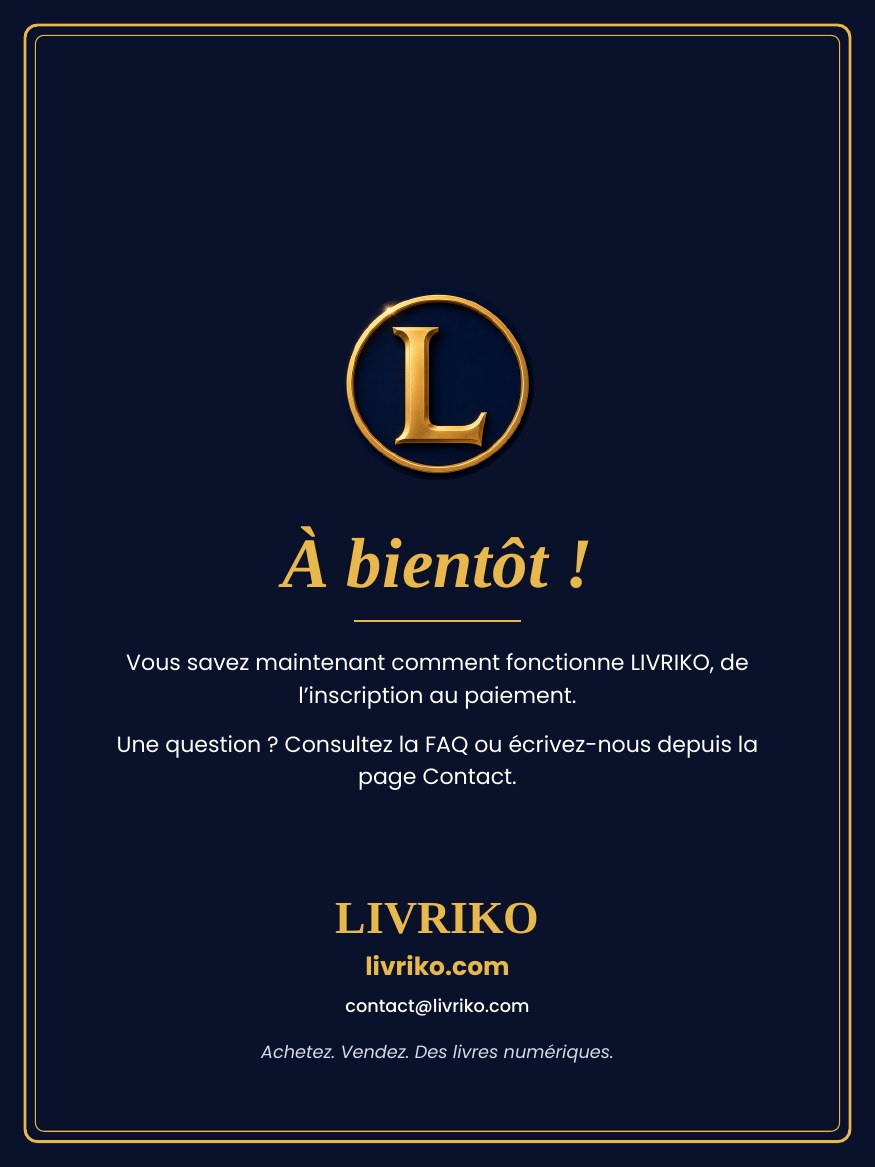 L
À bientôt !
Vous savez maintenant comment fonctionne LIVRIKO, de
l’inscription au paiement.
Une question ? Consultez la FAQ ou écrivez-nous depuis la
page Contact.
LIVRIKO
livriko.com
contact@livriko.com
Achetez. Vendez. Des livres numériques.